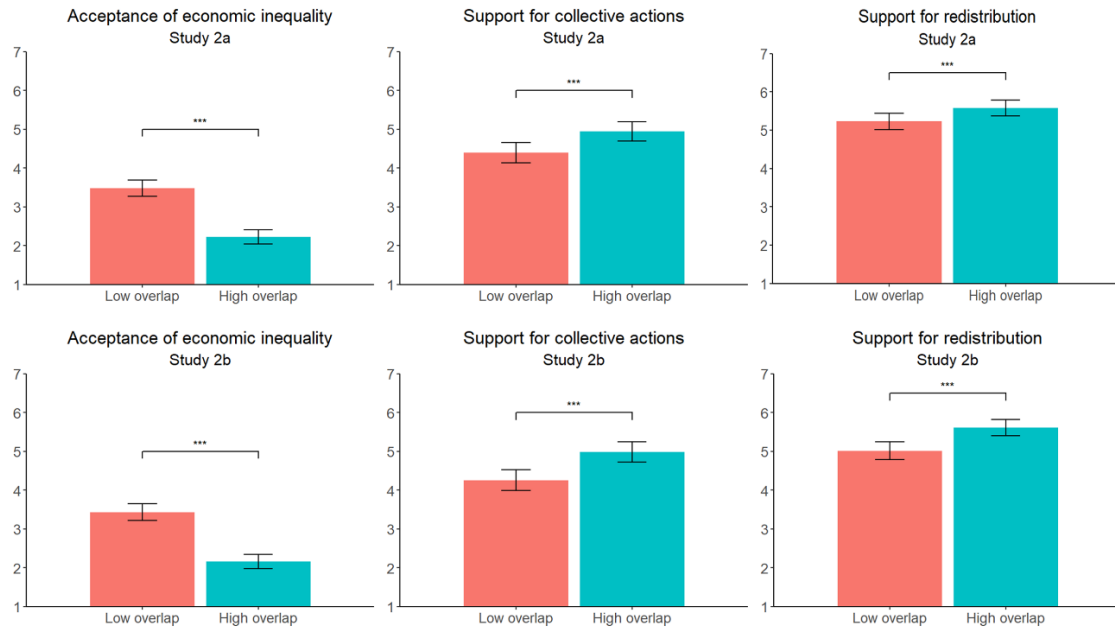 Acceptance of economic inequality
Study 2a
7
6
5
4
3
2
1
***
Low overlap High overlap
Support for collective actions
Study 2a
7
6
5
4
3
2
1
***
Low overlap High overlap
Support for redistribution
Study 2a
7
6
5
4
3
2
1
***
Low overlap High overlap
Acceptance of economic inequality
Study 2b
7
6
5
4
3
2
1
***
Low overlap High overlap
Support for collective actions
Study 2b
7
6
5
4
3
2
1
***
Low overlap High overlap
Support for redistribution
Study 2b
7
6
5
4
3
2
1
***
Low overlap High overlap